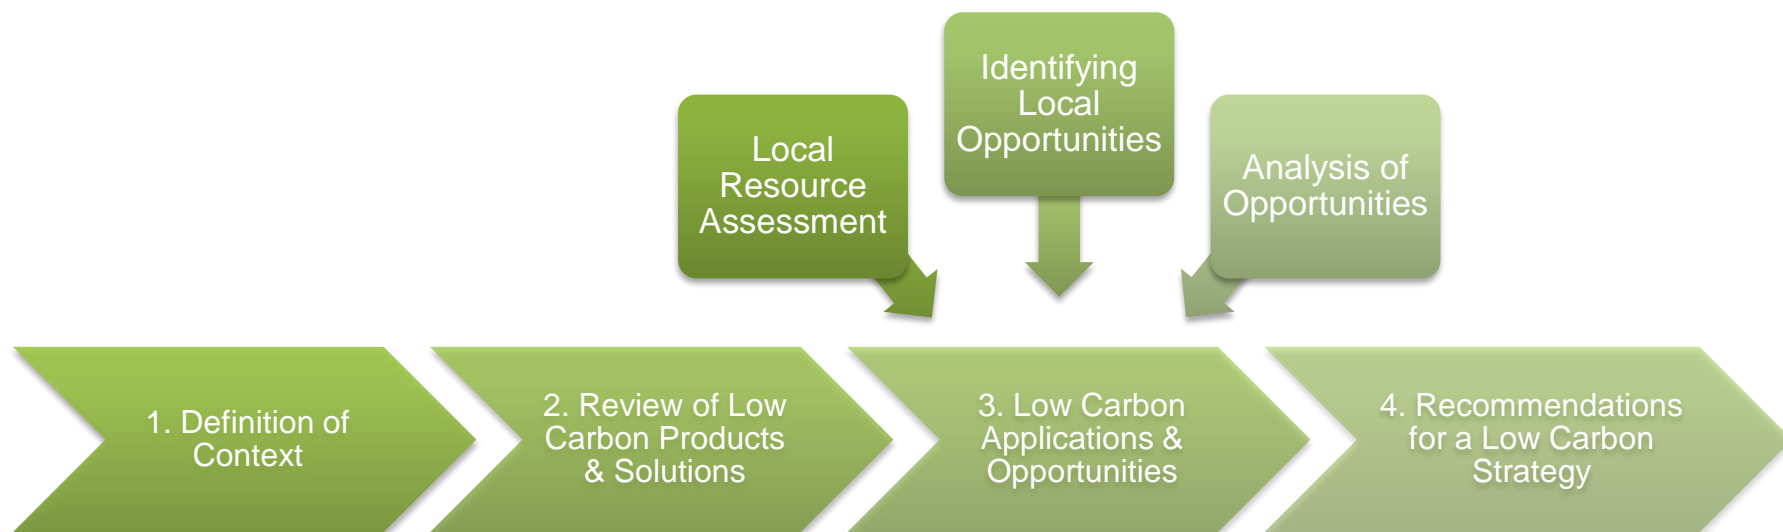 Local
Resource
Assessment
Identifying
Local
Opportunities
Analysis of
Opportunities
1. Definition of
Context
2. Review of Low
Carbon Products
& Solutions
3. Low Carbon
Applications &
Opportunities
4. Recommendations
for a Low Carbon
Strategy